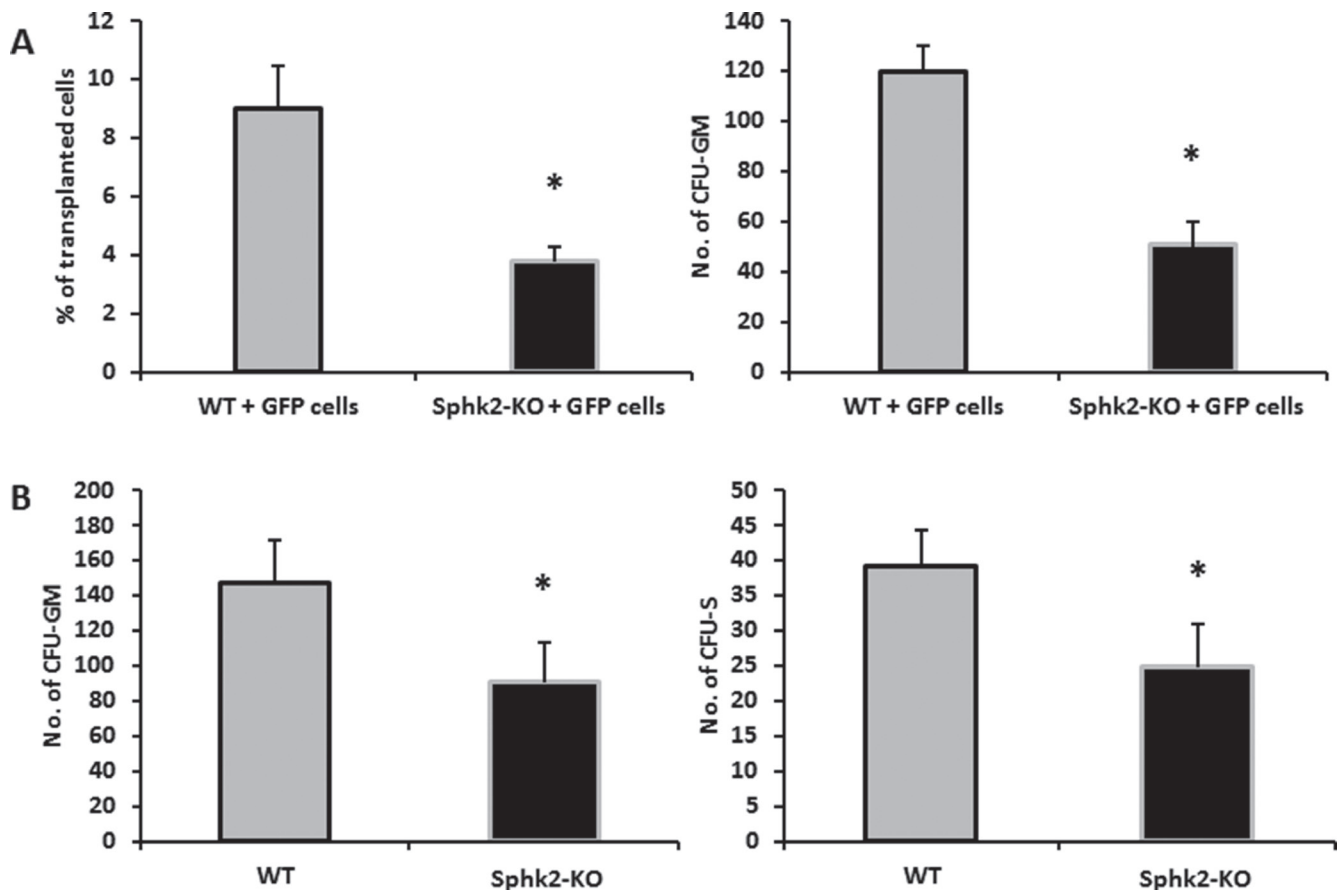 A
% of transplanted cells
12
10
8
6
4
2
0
*
WT + GFP cells
Sphk2-KO + GFP cells
No. of CFU-GM
140
120
100
80
60
40
20
0
*
WT + GFP cells
Sphk2-KO + GFP cells
B
No. of CFU-GM
200
180
160
140
120
100
80
60
40
20
0
*
WT
Sphk2-KO
No. of CFU-S
50
45
40
35
30
25
20
15
10
5
0
*
WT
Sphk2-KO